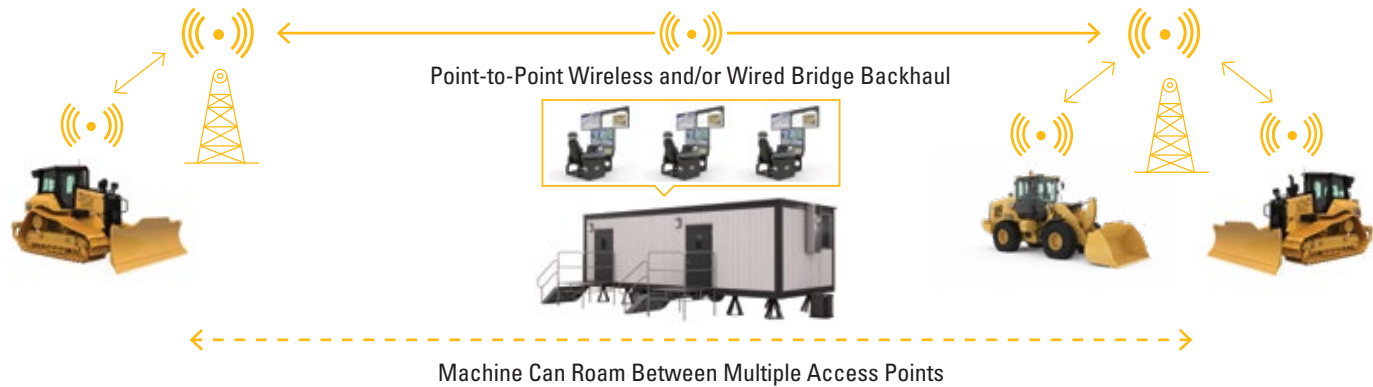 Point-to-Point Wireless and/or Wired Bridge Backhaul
Machine Can Roam Between Multiple Access Points